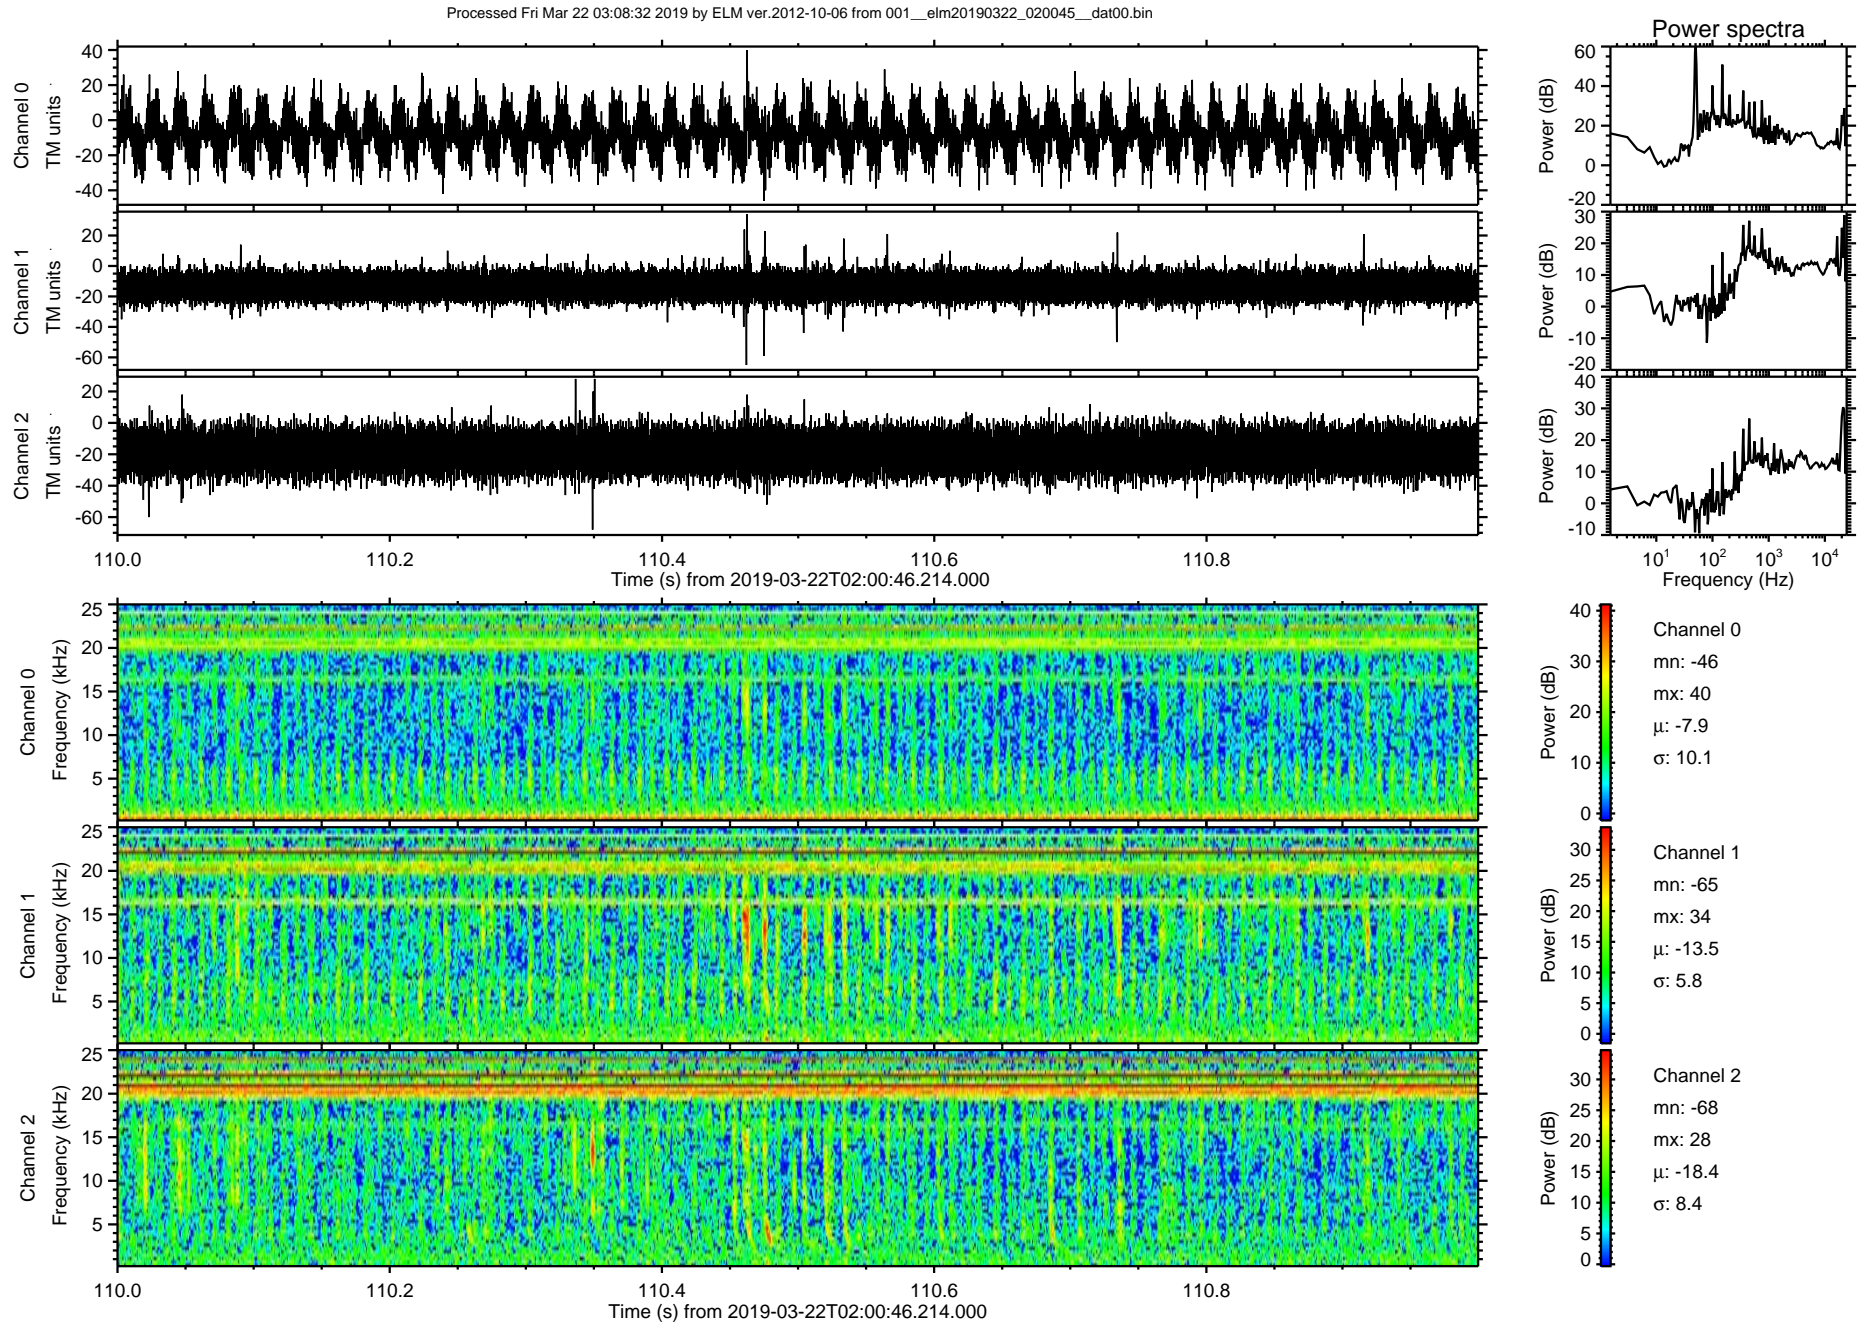 Processed Fri Mar 22 03:08:32 2019 by ELM ver.2012-10-06 from 001__elm20190322_020045__dat00.bin
Power spectra
Channel 0
TM units
40
20
0
-20
-40
Power (dB)
60
40
20
0
-20
Channel 1
TM units
20
0
-20
-40
-60
Power (dB)
30
20
10
0
-10
-20
Channel 2
TM units
20
0
-20
-40
-60
Power (dB)
40
30
20
10
0
-10
110.0 110.2 110.4 110.6 110.8
Time (s) from 2019-03-22T02:00:46.214.000
10¹ 10² 10³ 10⁴
Frequency (Hz)
Channel 0
Frequency (kHz)
25
20
15
10
5
Power (dB)
40
30
20
10
0
Channel 0
mn: -46
mx: 40
μ: -7.9
σ: 10.1
Channel 1
Frequency (kHz)
25
20
15
10
5
Power (dB)
30
25
20
15
10
5
0
Channel 1
mn: -65
mx: 34
μ: -13.5
σ: 5.8
Channel 2
Frequency (kHz)
25
20
15
10
5
Power (dB)
30
25
20
15
10
5
0
Channel 2
mn: -68
mx: 28
μ: -18.4
σ: 8.4
110.0 110.2 110.4 110.6 110.8
Time (s) from 2019-03-22T02:00:46.214.000